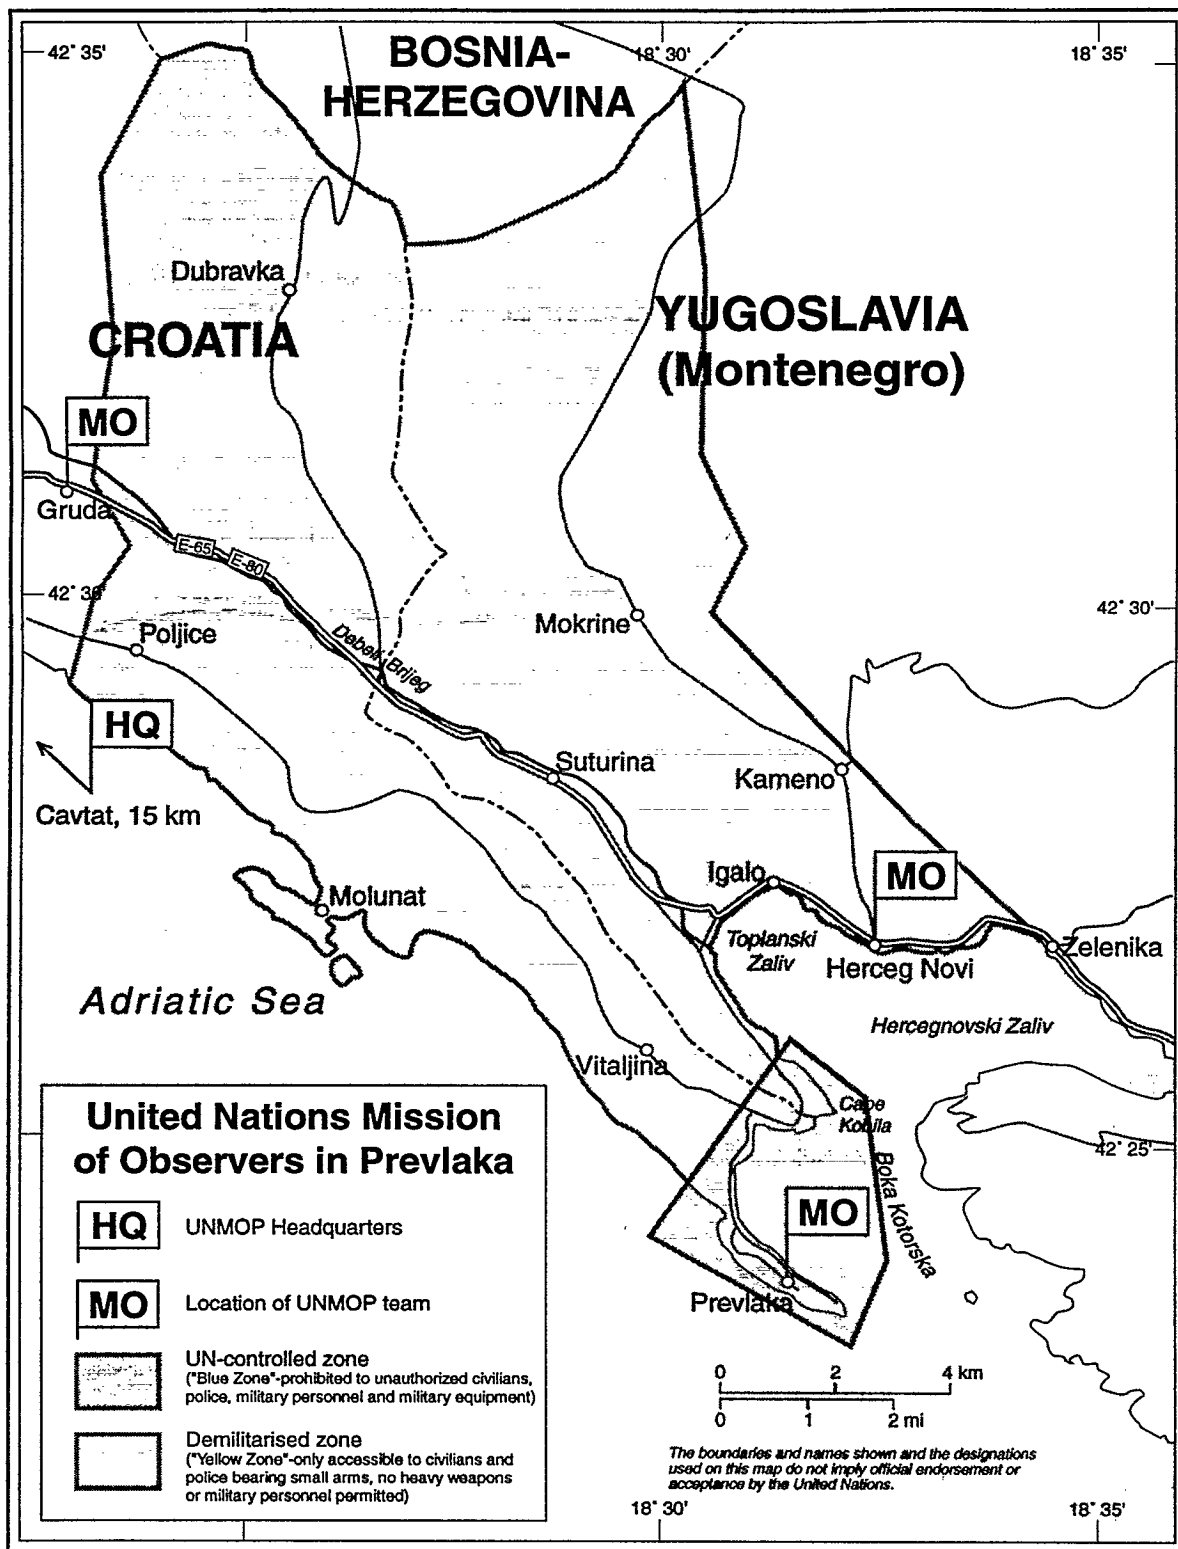 42° 35'
BOSNIA-
HERZEGOVINA
18° 30'
18° 35'
Dubravka
CROATIA
YUGOSLAVIA
(Montenegro)
MO
Gruda
E-65
E-80
42° 30'
42° 30'
Mokrine
Poljice
Debeli Brijeg
HQ
Cavtat, 15 km
Suturina
Kameno
Igalo
MO
Molunat
Toplanski
Zaliv
Herceg Novi
Zelenika
Adriatic Sea
Hercegnovski Zaliv
Vitaljina
Cape
Kobila
42° 25'
Boka Kotorska
MO
Prevlaka
United Nations Mission
of Observers in Prevlaka
HQ
UNMOP Headquarters
MO
Location of UNMOP team
UN-controlled zone
("Blue Zone"-prohibited to unauthorized civilians,
police, military personnel and military equipment)
Demilitarised zone
("Yellow Zone"-only accessible to civilians and
police bearing small arms, no heavy weapons
or military personnel permitted)
0 2 4 km
0 1 2 mi
The boundaries and names shown and the designations
used on this map do not imply official endorsement or
acceptance by the United Nations.
18° 30'
18° 35'